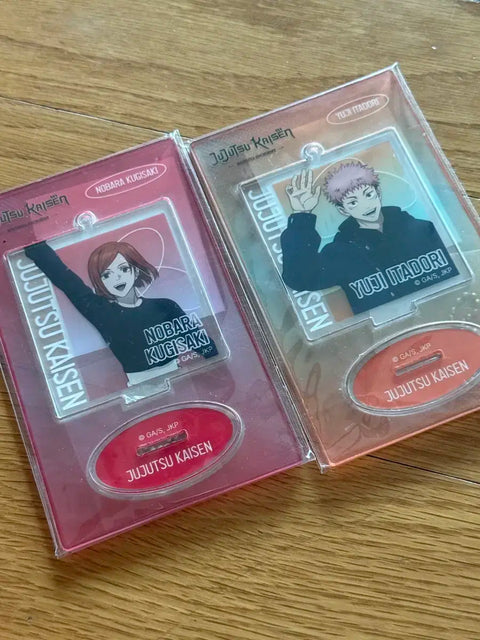 JUJUTSU KAISEN
NOBARA KUGISAKI
JUJUTSU KAISEN
NOBARA
KUGISAKI
© GA/S, JKP
© GA/S, JKP
JUJUTSU KAISEN
JUJUTSU KAISEN
YUJI ITADORI
JUJUTSU KAISEN
YUJI ITADORI
© GA/S, JKP
© GA/S, JKP
JUJUTSU KAISEN